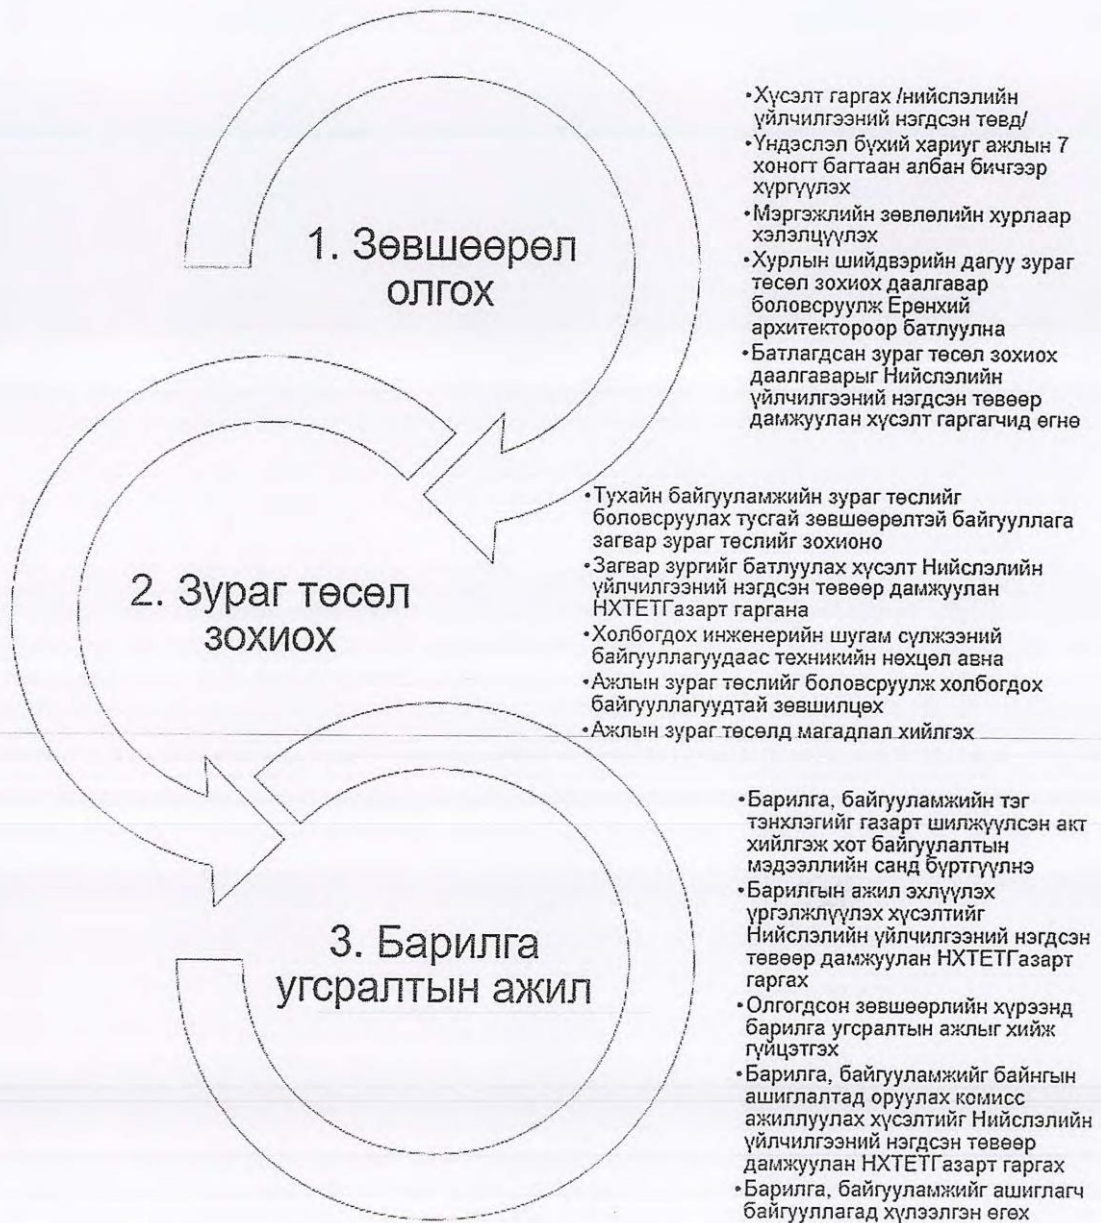 1. Зөвшөөрөл
олгох
•Хүсэлт гаргах /нийслэлийн
үйлчилгээний нэгдсэн төвд/
•Үндэслэл бүхий хариуг ажлын 7
хоногт багтаан албан бичгээр
хүргүүлэх
•Мэргэжлийн зөвлөлийн хурлаар
хэлэлцүүлэх
•Хурлын шийдвэрийн дагуу зураг
төсөл зохиох даалгавар
боловсруулж Ерөнхий
архитектороор батлуулна
•Батлагдсан зураг төсөл зохиох
даалгаварыг Нийслэлийн
үйлчилгээний нэгдсэн төвөөр
дамжуулан хүсэлт гаргагчид өгнө
2. Зураг төсөл
зохиох
•Тухайн байгууламжийн зураг төслийг
боловсруулах тусгай зөвшөөрөлтэй байгууллага
загвар зураг төслийг зохионо
•Загвар зургийг батлуулах хүсэлт Нийслэлийн
үйлчилгээний нэгдсэн төвөөр дамжуулан
НХТЕТГазарт гаргана
•Холбогдох инженерийн шугам сүлжээний
байгууллагуудаас техникийн нөхцөл авна
•Ажлын зураг төслийг боловсруулж холбогдох
байгууллагуудтай зөвшилцөх
•Ажлын зураг төсөлд магадлал хийлгэх
3. Барилга
угсралтын ажил
•Барилга, байгууламжийн тэг
тэнхлэгийг газарт шилжүүлсэн акт
хийлгэж хот байгуулалтын
мэдээллийн санд бүртгүүлнэ
•Барилгын ажил эхлүүлэх
үргэлжлүүлэх хүсэлтийг
Нийслэлийн үйлчилгээний нэгдсэн
төвөөр дамжуулан НХТЕТГазарт
гаргах
•Олгогдсон зөвшөөрлийн хүрээнд
барилга угсралтын ажлыг хийж
гүйцэтгэх
•Барилга, байгууламжийг байнгын
ашиглалтад оруулах комисс
ажиллуулах хүсэлтийг Нийслэлийн
үйлчилгээний нэгдсэн төвөөр
дамжуулан НХТЕТГазарт гаргах
•Барилга, байгууламжийг ашиглагч
байгууллагад хүлээлгэн өгөх